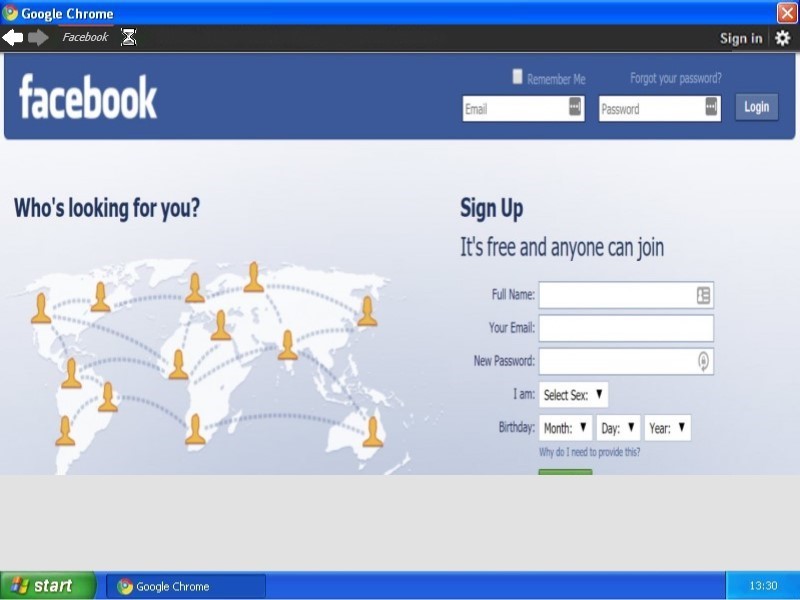 Google Chrome
Facebook
Sign in
facebook
Remember Me
Forgot your password?
Email
Password
Login
Who's looking for you?
Sign Up
It's free and anyone can join
Full Name:
Your Email:
New Password:
I am: Select Sex:
Birthday: Month: Day: Year:
Why do I need to provide this?
start
Google Chrome
13:30